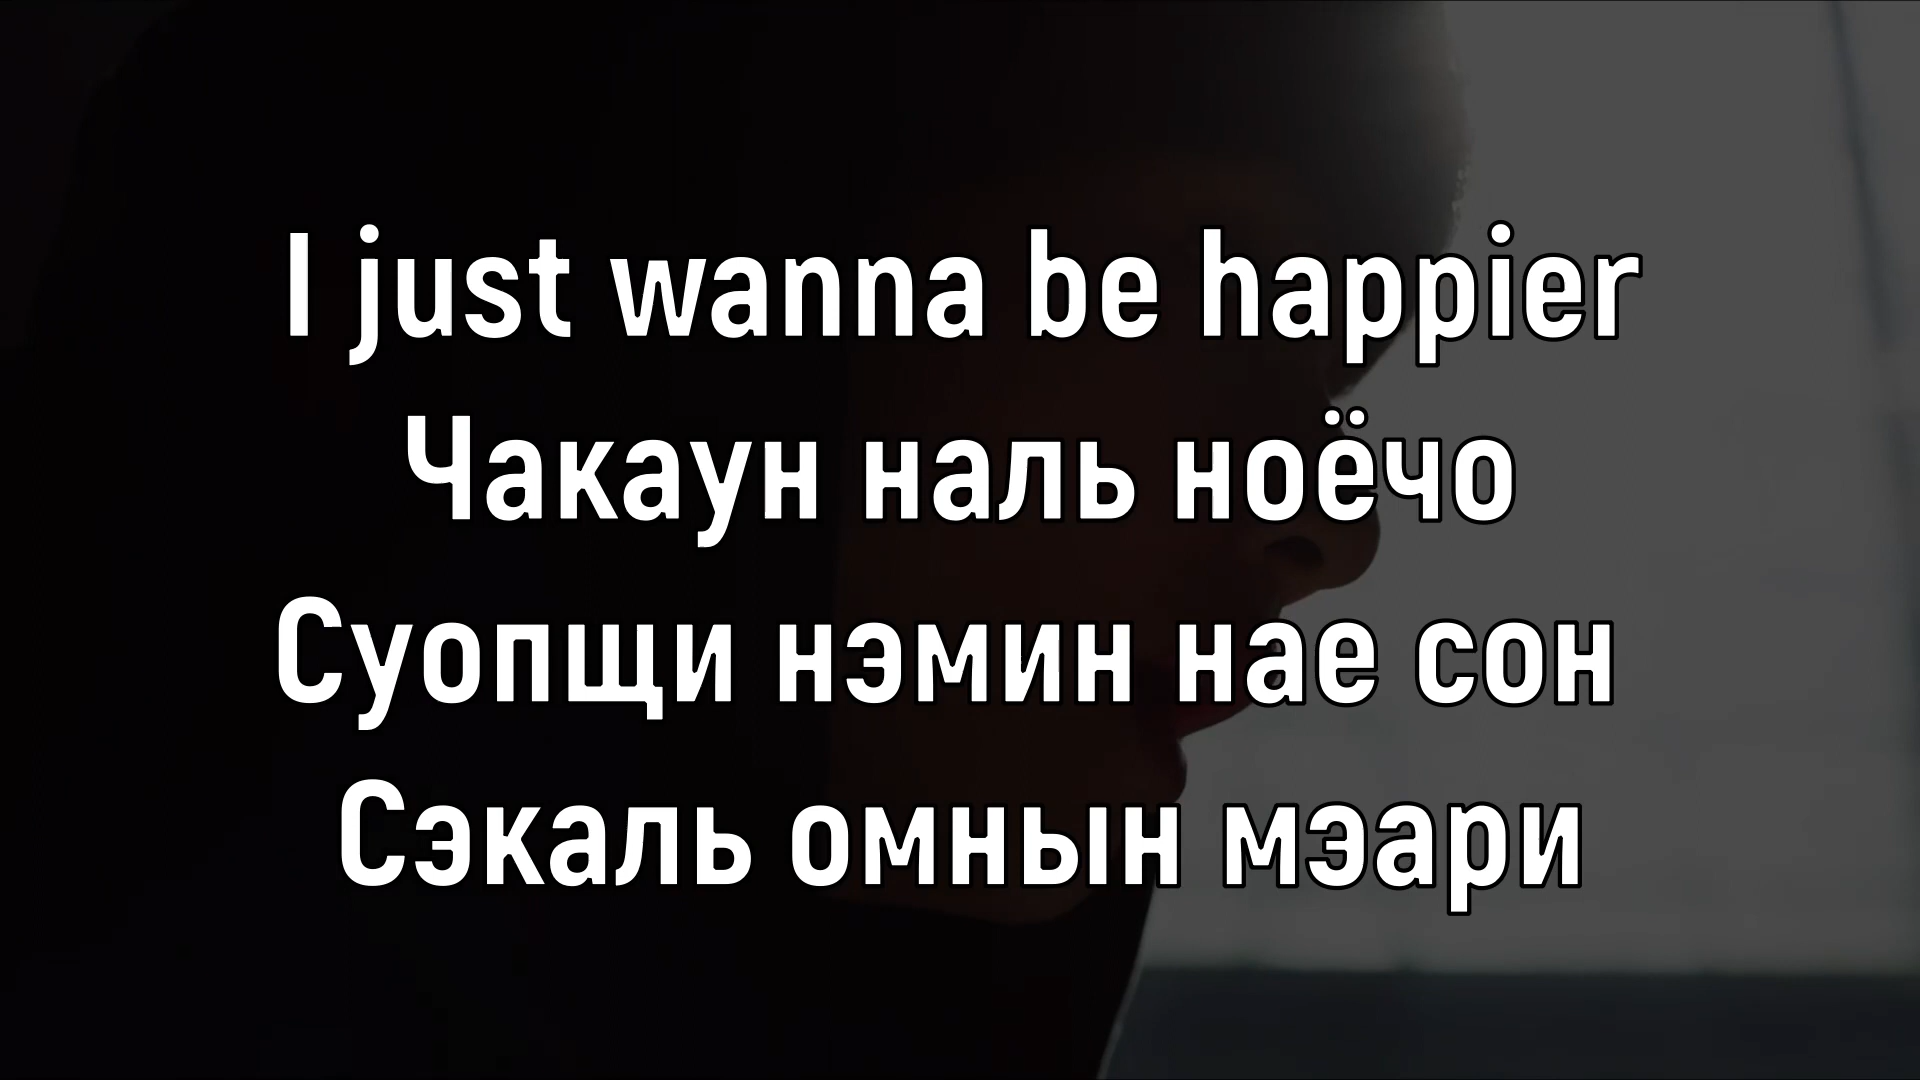 I just wanna be happier
Чакаун наль ноёчо
Суопщи нэмин нае сон
Сэкаль омнын мэари